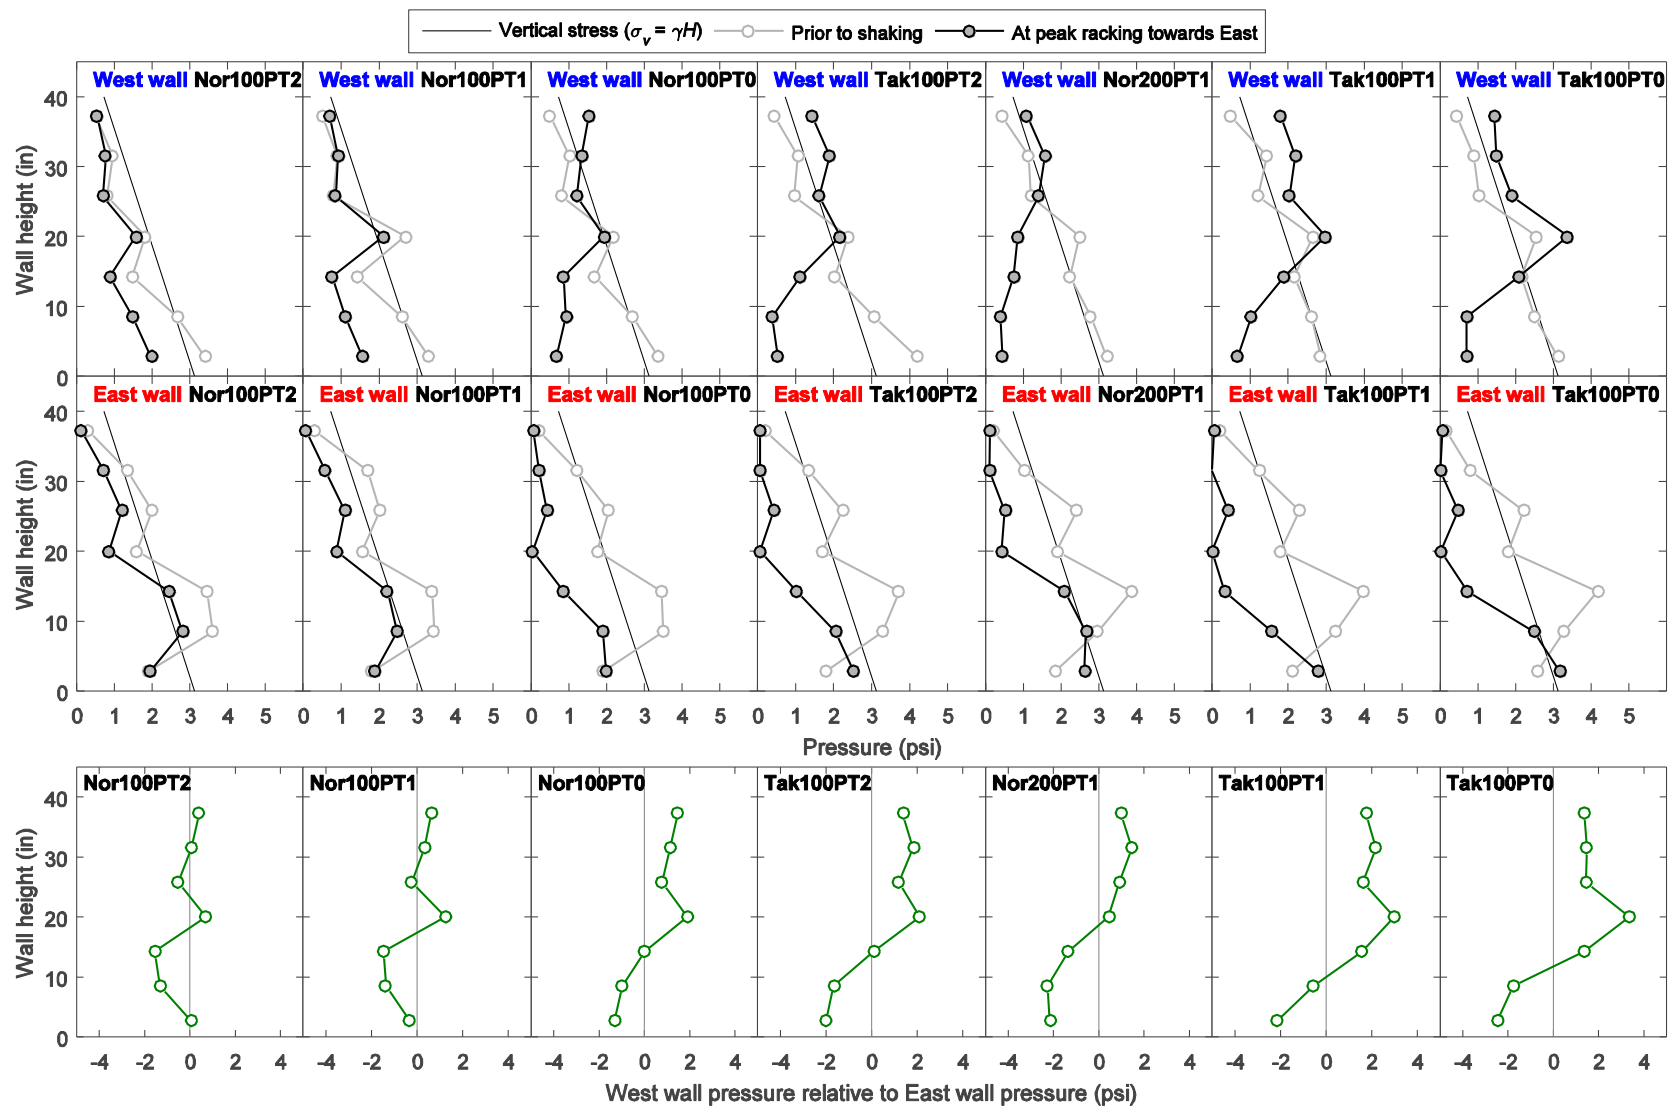 Vertical stress (σv = γH) Prior to shaking At peak racking towards East
West wall Nor100PT2 West wall Nor100PT1 West wall Nor100PT0 West wall Tak100PT2 West wall Nor200PT1 West wall Tak100PT1 West wall Tak100PT0
40
30
20
10
0
Wall height (in)
East wall Nor100PT2 East wall Nor100PT1 East wall Nor100PT0 East wall Tak100PT2 East wall Nor200PT1 East wall Tak100PT1 East wall Tak100PT0
40
30
20
10
0
Wall height (in)
0 1 2 3 4 5 0 1 2 3 4 5 0 1 2 3 4 5 0 1 2 3 4 5 0 1 2 3 4 5 0 1 2 3 4 5 0 1 2 3 4 5
Pressure (psi)
Nor100PT2 Nor100PT1 Nor100PT0 Tak100PT2 Nor200PT1 Tak100PT1 Tak100PT0
40
30
20
10
0
Wall height (in)
-4 -2 0 2 4 -4 -2 0 2 4 -4 -2 0 2 4 -4 -2 0 2 4 -4 -2 0 2 4 -4 -2 0 2 4 -4 -2 0 2 4
West wall pressure relative to East wall pressure (psi)